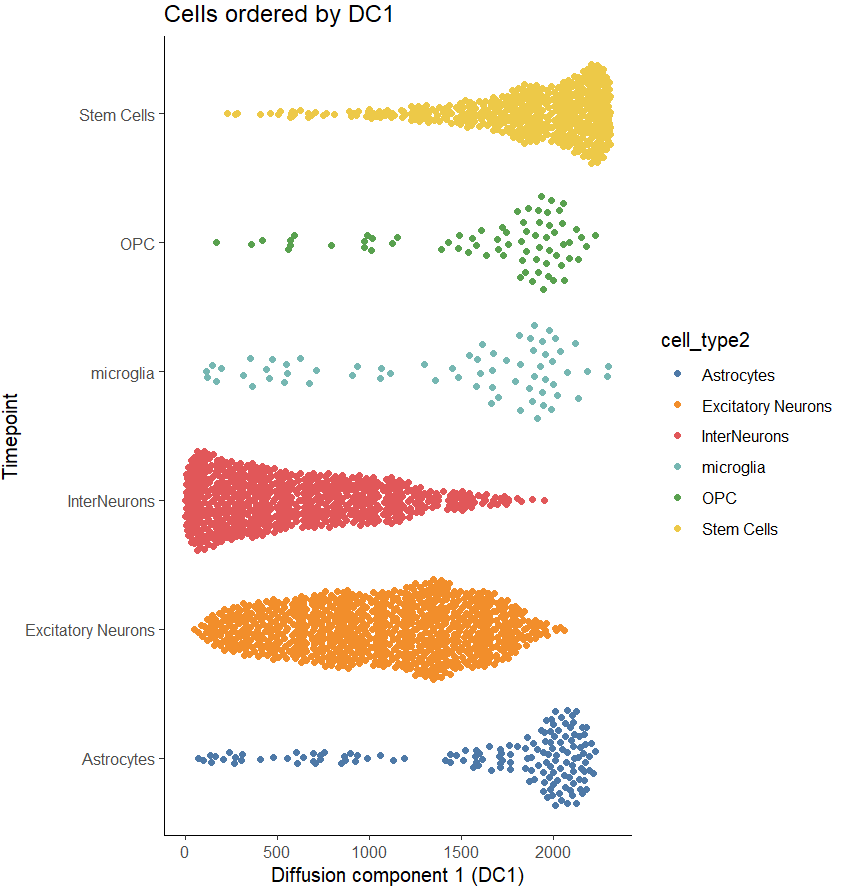 Cells ordered by DC1
Timepoint
Stem Cells
OPC
microglia
InterNeurons
Excitatory Neurons
Astrocytes
0 500 1000 1500 2000
Diffusion component 1 (DC1)
cell_type2
Astrocytes
Excitatory Neurons
InterNeurons
microglia
OPC
Stem Cells